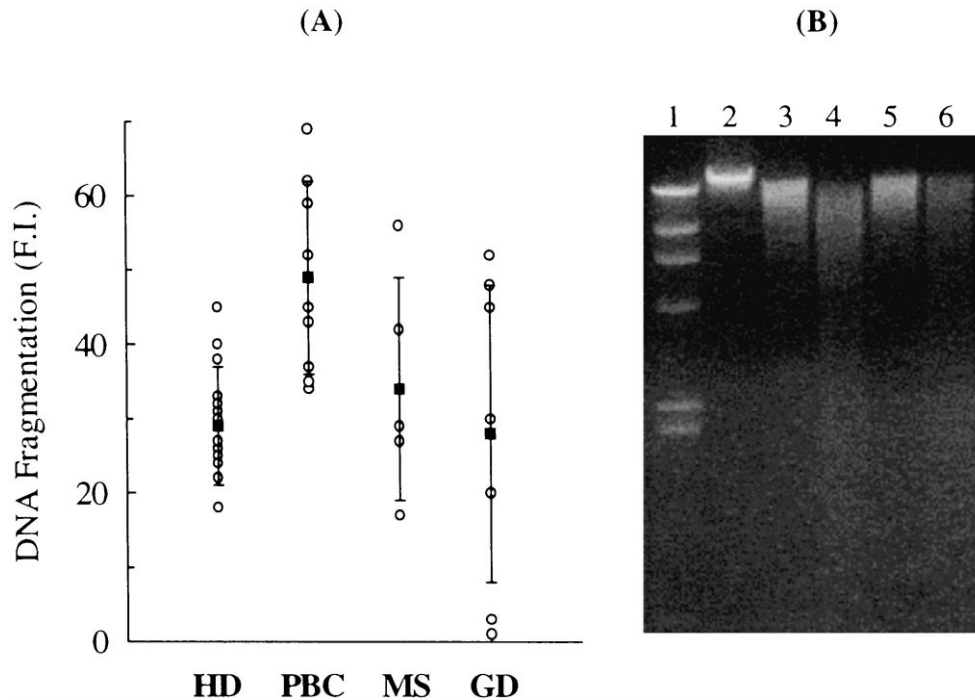 (A)
(B)
DNA Fragmentation (F.I.)
60
40
20
0
HD PBC MS GD
1 2 3 4 5 6